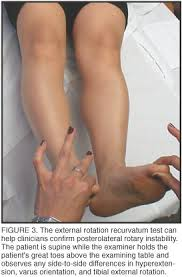 FIGURE 3. The external rotation recurvatum test can
help clinicians confirm posterolateral rotary instability.
The patient is supine while the examiner holds the
patient's great toes above the examining table and
observes any side-to-side differences in hyperexten-
sion, varus orientation, and tibial external rotation.